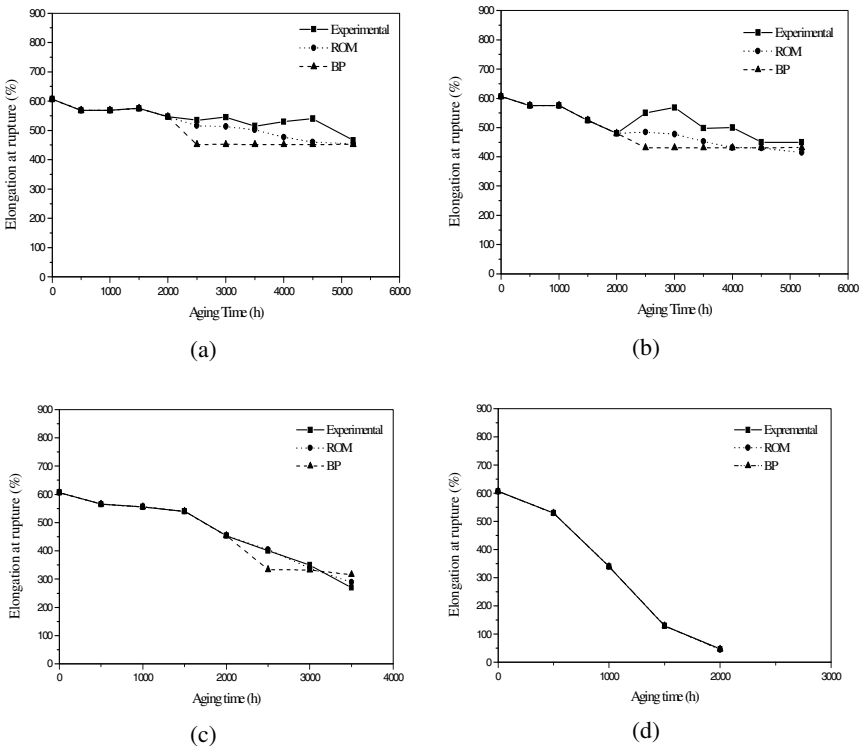 900
800
700
600
500
400
300
200
100
0
Elongation at rupture (%)
Experimental
ROM
BP
0 1000 2000 3000 4000 5000 6000
Aging Time (h)
(a)
900
800
700
600
500
400
300
200
100
0
Elongation at rupture (%)
Experimental
ROM
BP
0 1000 2000 3000 4000 5000 6000
Aging Time (h)
(b)
900
800
700
600
500
400
300
200
100
0
Elongation at rupture (%)
Experimental
ROM
BP
0 1000 2000 3000 4000
Aging time (h)
(c)
900
800
700
600
500
400
300
200
100
0
Elongation at rupture (%)
Expremental
ROM
BP
0 1000 2000 3000
Aging time (h)
(d)